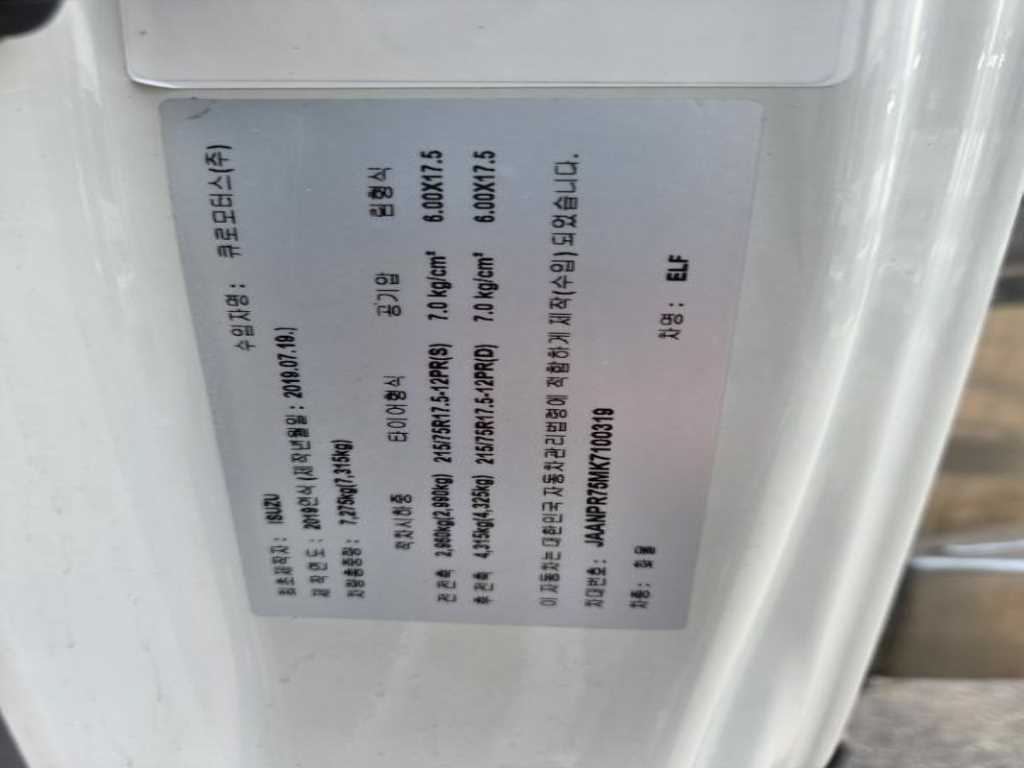 수입자명 : 큐로모터스(주)
최초제작자 : ISUZU
제작연도 : 2019연식 (제작년월일 : 2019.07.19.)
차량총중량 : 7,275kg(7,315kg)
적차시하중 타이어형식 공기압 림형식
전 전축 2,960kg(2,990kg) 215/75R17.5-12PR(S) 7.0 kg/cm² 6.00X17.5
후 전축 4,315kg(4,325kg) 215/75R17.5-12PR(D) 7.0 kg/cm² 6.00X17.5
이 자동차는 대한민국 자동차관리법령에 적합하게 제작(수입) 되었습니다.
차대번호 : JAANPR75MK7100319
차종 : 화물 차명 : ELF